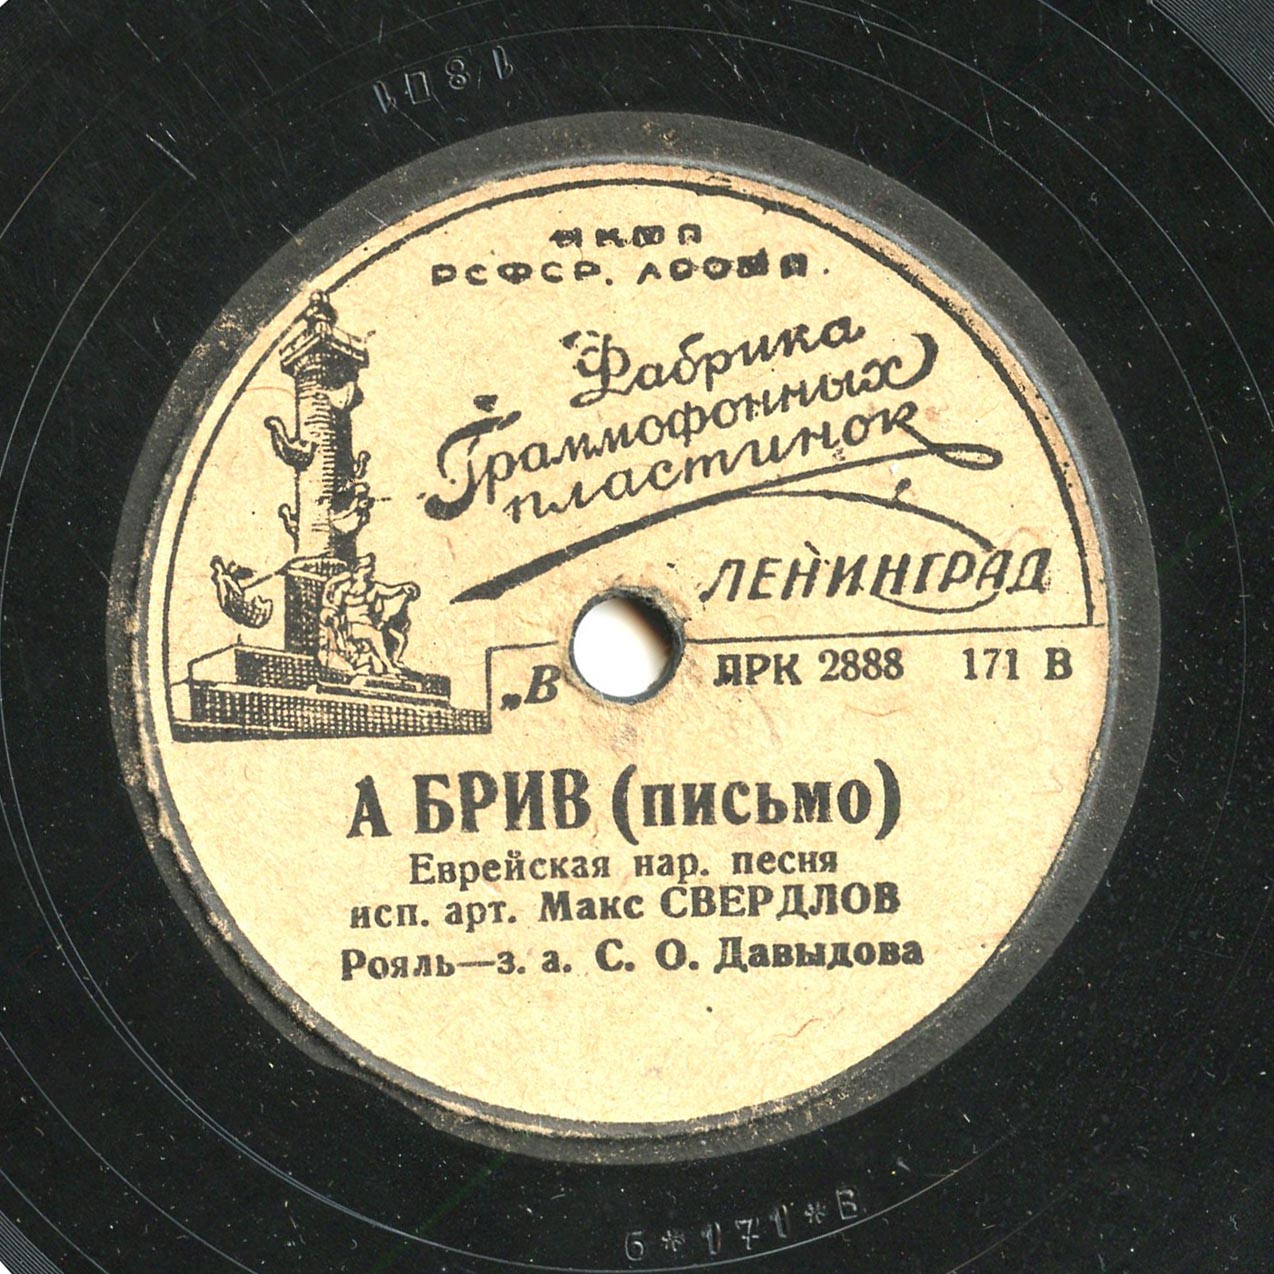 НКМП
РСФСР.
Фабрика
Граммофонных
пластинок
ЛЕНИНГРАД
„В ЛРК 2888 171 В
А БРИВ (письмо)
Еврейская нар. песня
исп. арт. Макс СВЕРДЛОВ
Рояль—з. а. С. О. Давыдова
6*171*В